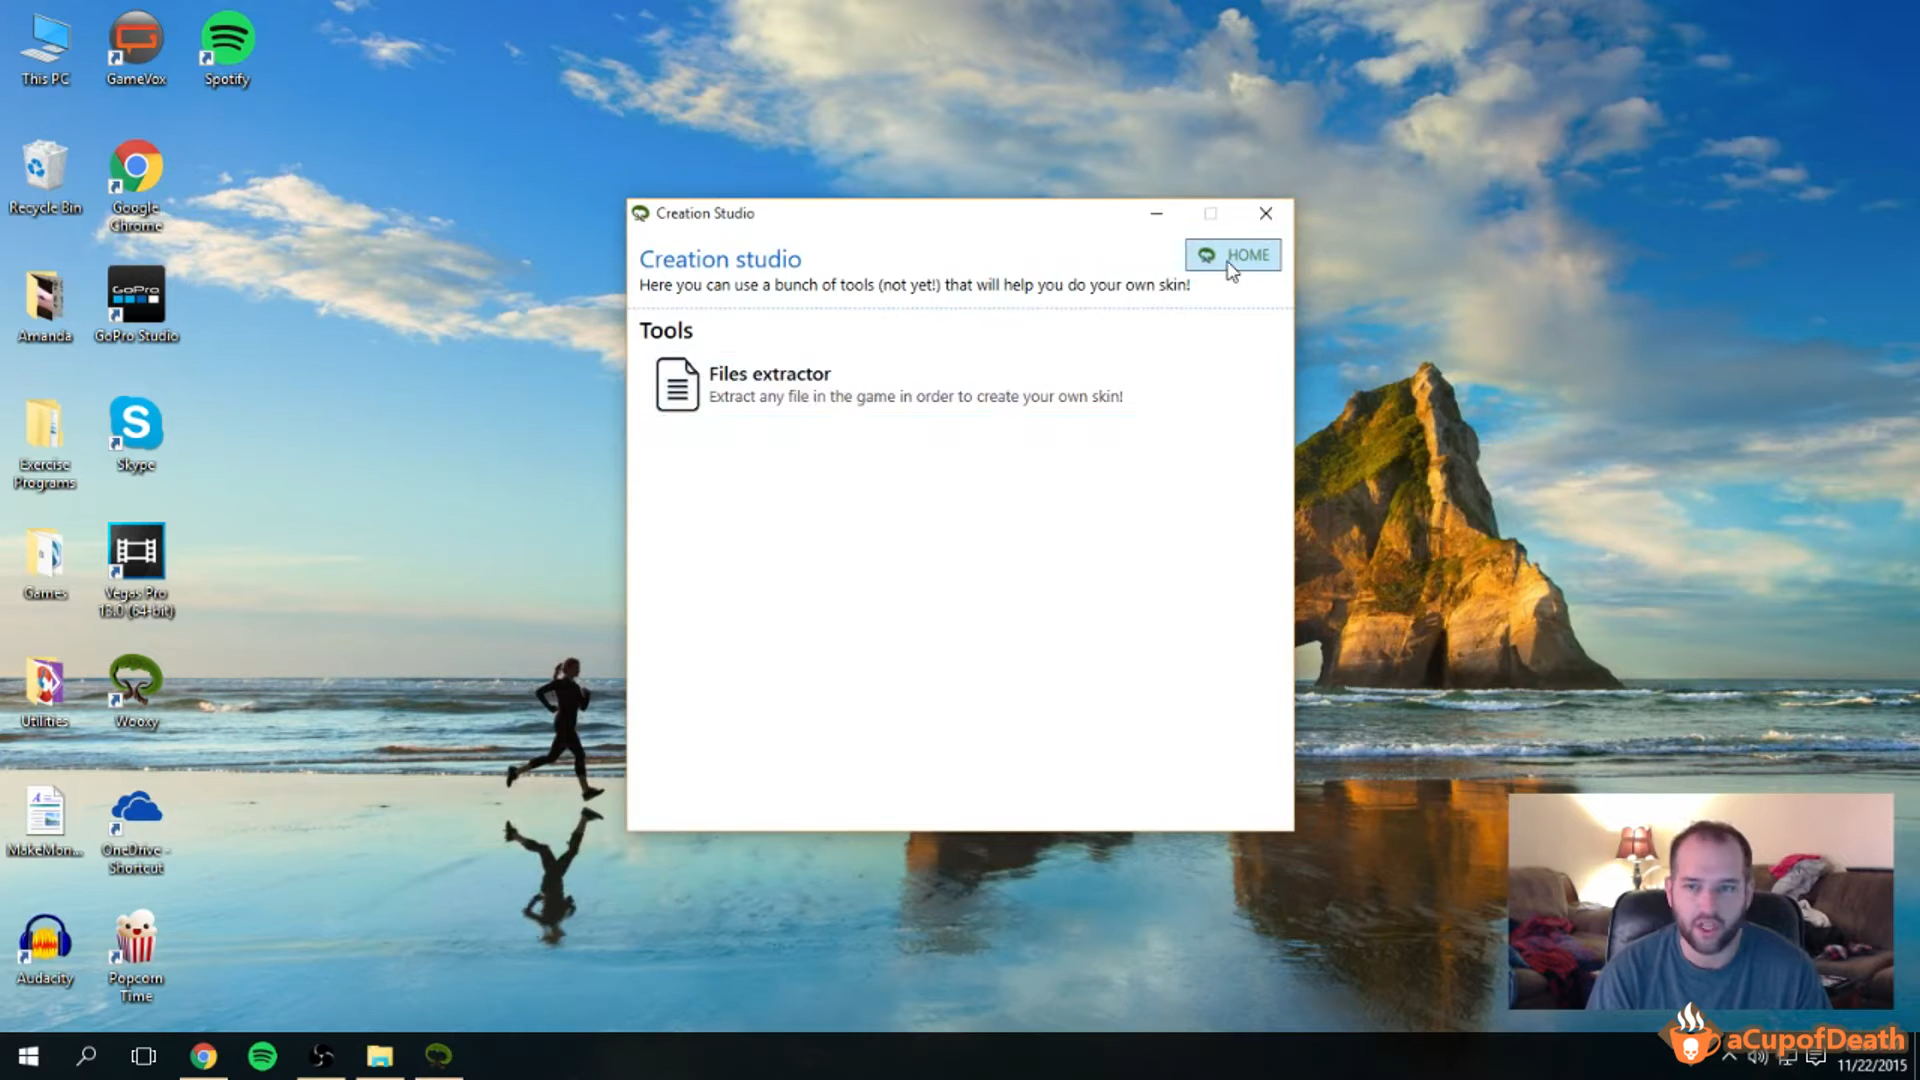 This PC
GameVox
Spotify
Recycle Bin
Google
Chrome
Amanda
GoPro
GoPro Studio
Exercise
Programs
Skype
Games
Vegas Pro
13.0 (64-bit)
Utilities
Wooxy
MakeMon...
OneDrive -
Shortcut
Audacity
Popcorn
Time
Creation Studio
Creation studio
HOME
Here you can use a bunch of tools (not yet!) that will help you do your own skin!
Tools
Files extractor
Extract any file in the game in order to create your own skin!
aCupofDeath
11/22/2015